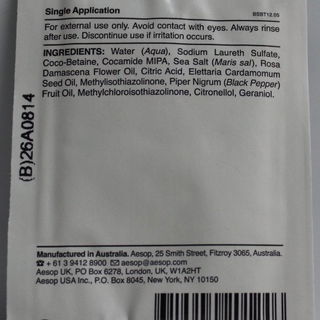 Single Application
BSBT12.05
For external use only. Avoid contact with eyes. Always rinse
after use. Discontinue use if irritation occurs.
INGREDIENTS: Water (Aqua), Sodium Laureth Sulfate,
Coco-Betaine, Cocamide MIPA, Sea Salt (Maris sal), Rosa
Damascena Flower Oil, Citric Acid, Elettaria Cardamomum
Seed Oil, Methylisothiazolinone, Piper Nigrum (Black Pepper)
Fruit Oil, Methylchloroisothiazolinone, Citronellol, Geraniol.
(B)26A0814
Manufactured in Australia. Aesop, 25 Smith Street, Fitzroy 3065, Australia.
☎ + 61 3 9412 8900 ✉ aesop@aesop.com
Aesop UK, PO Box 6278, London, UK, W1A2HT
Aesop USA Inc., P.O. Box 8045, New York, NY 10150